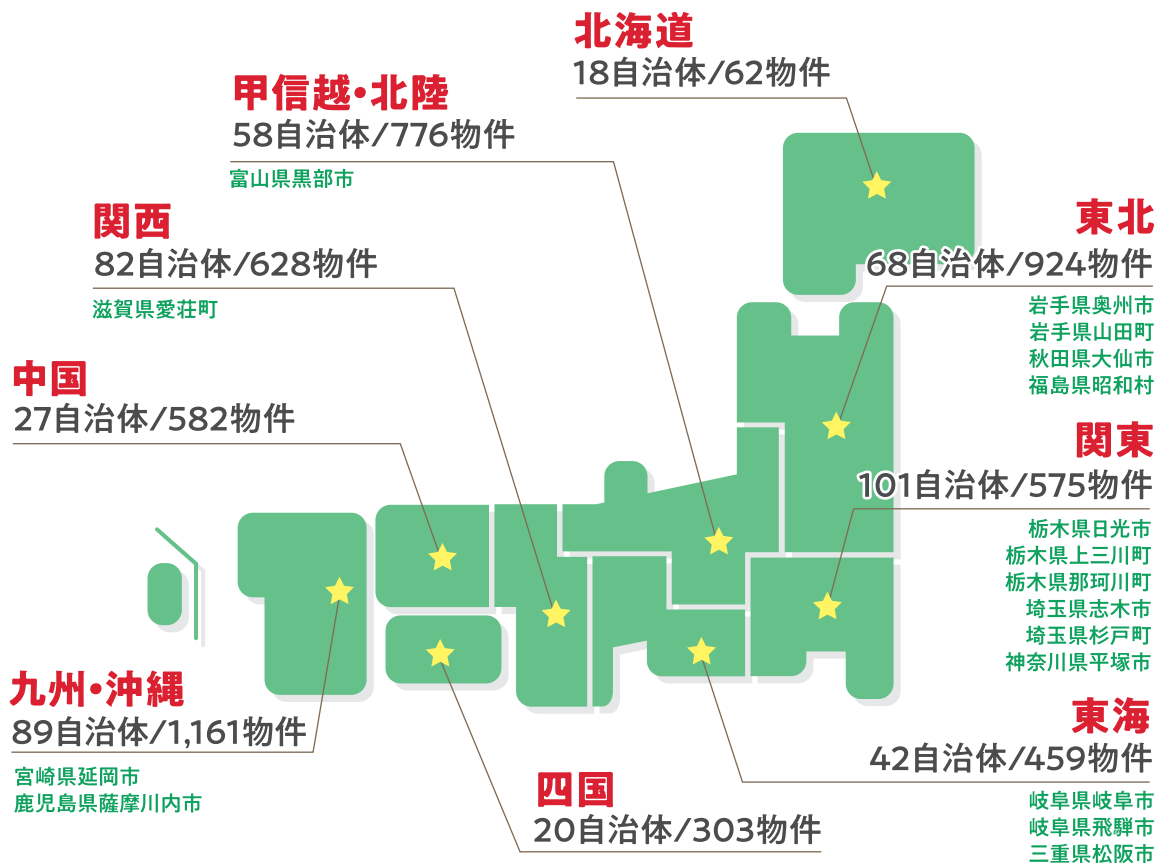 北海道
18自治体/62物件
甲信越・北陸
58自治体/776物件
富山県黒部市
関西
82自治体/628物件
滋賀県愛荘町
東北
68自治体/924物件
岩手県奥州市
岩手県山田町
秋田県大仙市
福島県昭和村
中国
27自治体/582物件
関東
101自治体/575物件
栃木県日光市
栃木県上三川町
栃木県那珂川町
埼玉県志木市
埼玉県杉戸町
神奈川県平塚市
九州・沖縄
89自治体/1,161物件
宮崎県延岡市
鹿児島県薩摩川内市
東海
42自治体/459物件
岐阜県岐阜市
岐阜県飛騨市
三重県松阪市
四国
20自治体/303物件